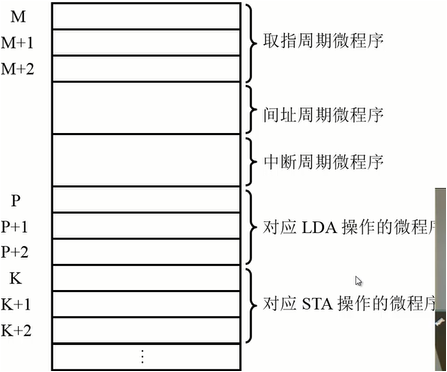 M
M+1
取指周期微程序
M+2
间址周期微程序
中断周期微程序
P
P+1
对应 LDA 操作的微程
P+2
K
K+1
对应 STA 操作的微程
K+2
⋮